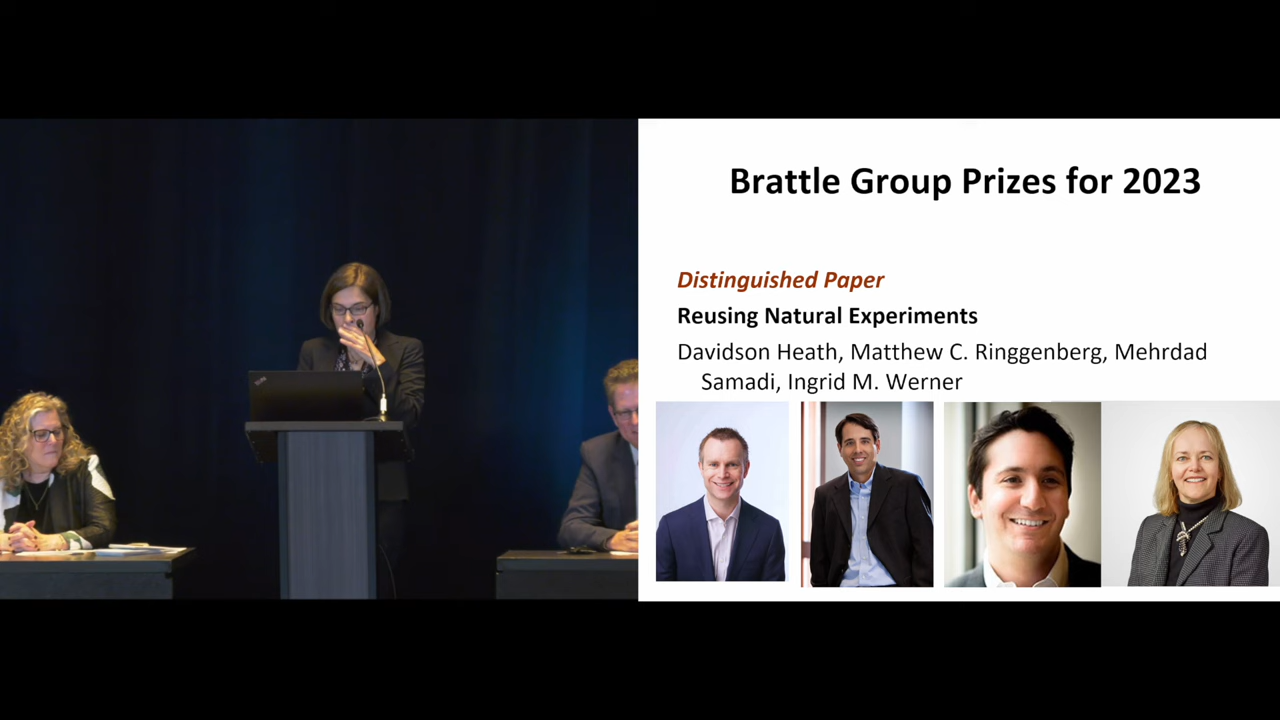 Brattle Group Prizes for 2023
Distinguished Paper
Reusing Natural Experiments
Davidson Heath, Matthew C. Ringgenberg, Mehrdad
Samadi, Ingrid M. Werner